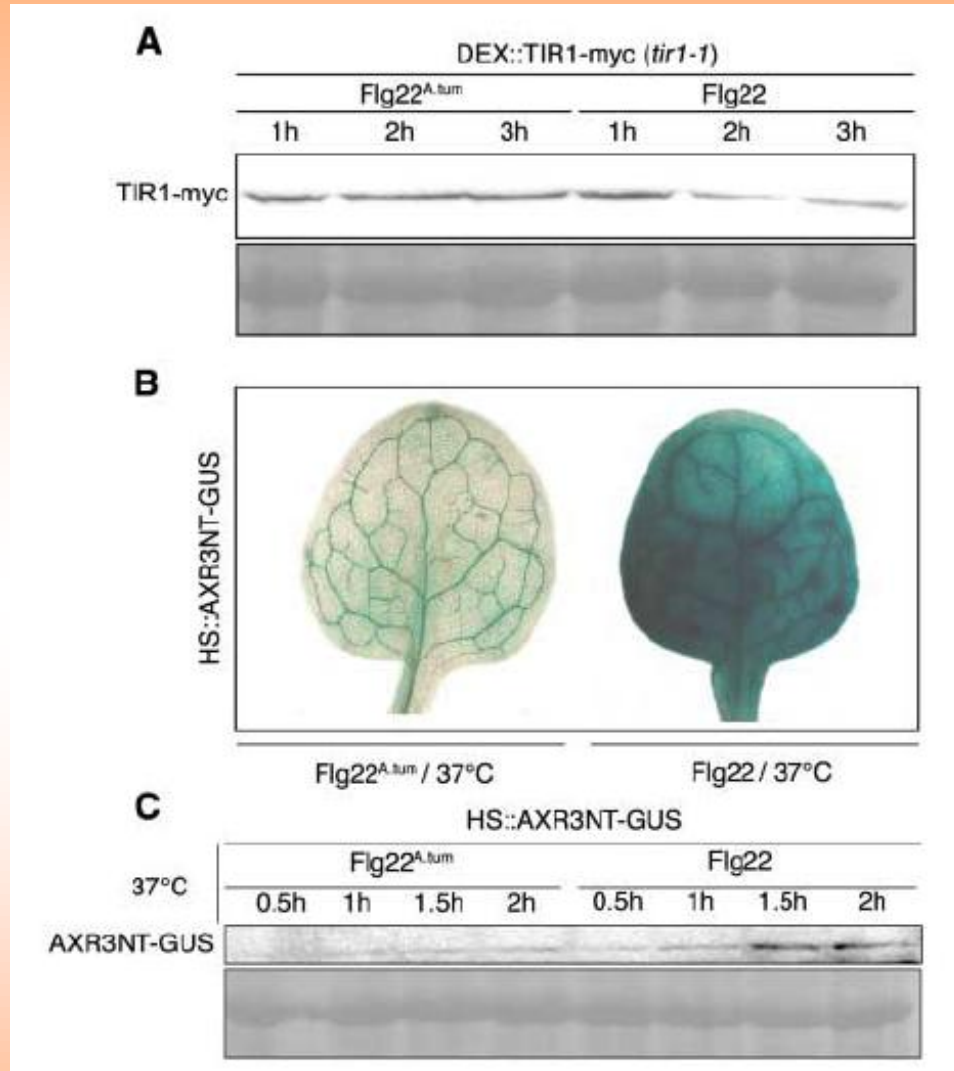 A
DEX::TIR1-myc (tir1-1)
Flg22A.tum Flg22
1h 2h 3h 1h 2h 3h
TIR1-myc
B
HS::AXR3NT-GUS
Flg22A.tum / 37°C Flg22 / 37°C
C
HS::AXR3NT-GUS
Flg22A.tum Flg22
37°C
0.5h 1h 1.5h 2h 0.5h 1h 1.5h 2h
AXR3NT-GUS